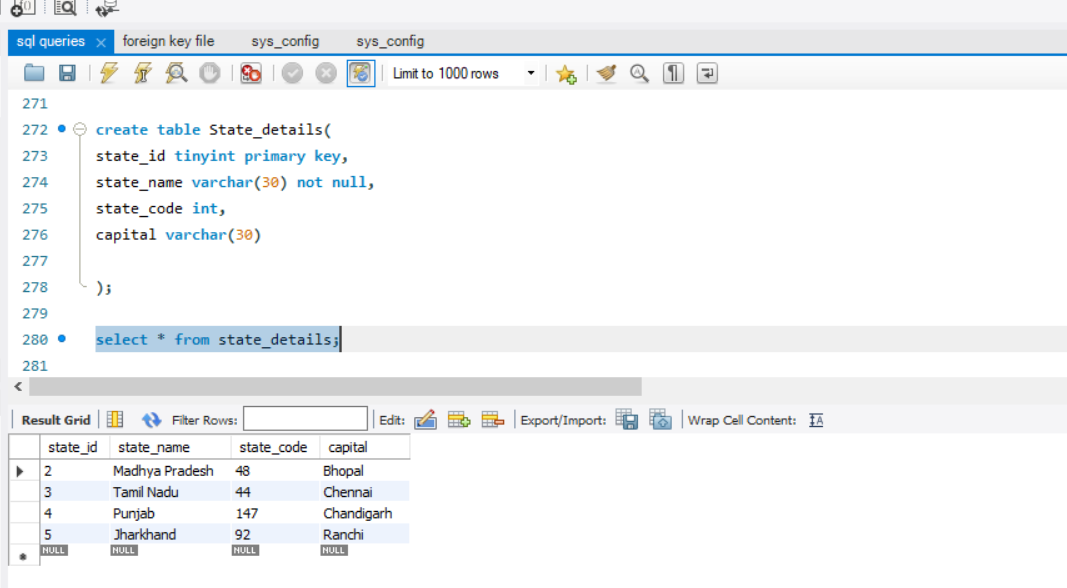 sql queries × foreign key file sys_config sys_config
Limit to 1000 rows
271
272 create table State_details(
273 state_id tinyint primary key,
274 state_name varchar(30) not null,
275 state_code int,
276 capital varchar(30)
277
278 );
279
280 select * from state_details;
281
Result Grid Filter Rows: Edit: Export/Import: Wrap Cell Content:
state_id state_name state_code capital
2 Madhya Pradesh 48 Bhopal
3 Tamil Nadu 44 Chennai
4 Punjab 147 Chandigarh
5 Jharkhand 92 Ranchi
NULL NULL NULL NULL